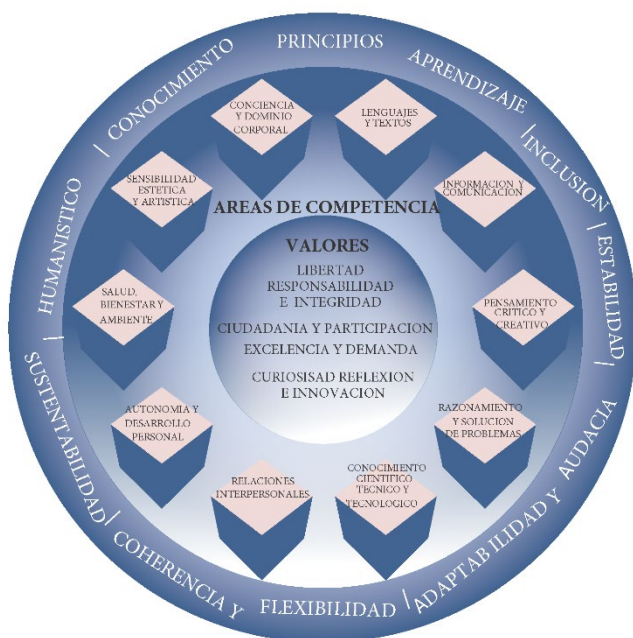 PRINCIPIOS
APRENDIZAJE
| INCLUSION
| ESTABILIDAD
| ADAPTAB ILIDAD Y AUDACIA
| COHERENCIA Y FLEXIBILIDAD
SUSTENTABILIDAD
| HUMANISTICO
| CONOCIMIENTO
CONCIENCIA
Y DOMINIO
CORPORAL
LENGUAJES
Y TEXTOS
INFORMACION Y
COMUNICACION
PENSAMIENTO
CRITICO Y
CREATIVO
RAZONAMIENTO
Y SOLUCION
DE PROBLEMAS
CONOCIMIENTO
CIENTIFICO
TECNICO Y
TECNOLOGICO
RELACIONES
INTERPERSONALES
AUTONOMIA Y
DESARROLLO
PERSONAL
SALUD,
BIENESTAR Y
AMBIENTE
SENSIBILIDAD
ESTETICA
Y ARTISTICA
AREAS DE COMPETENCIA
VALORES
LIBERTAD
RESPONSABILIDAD
E INTEGRIDAD
CIUDADANIA Y PARTICIPACION
EXCELENCIA Y DEMANDA
CURIOSISAD REFLEXION
E INNOVACION